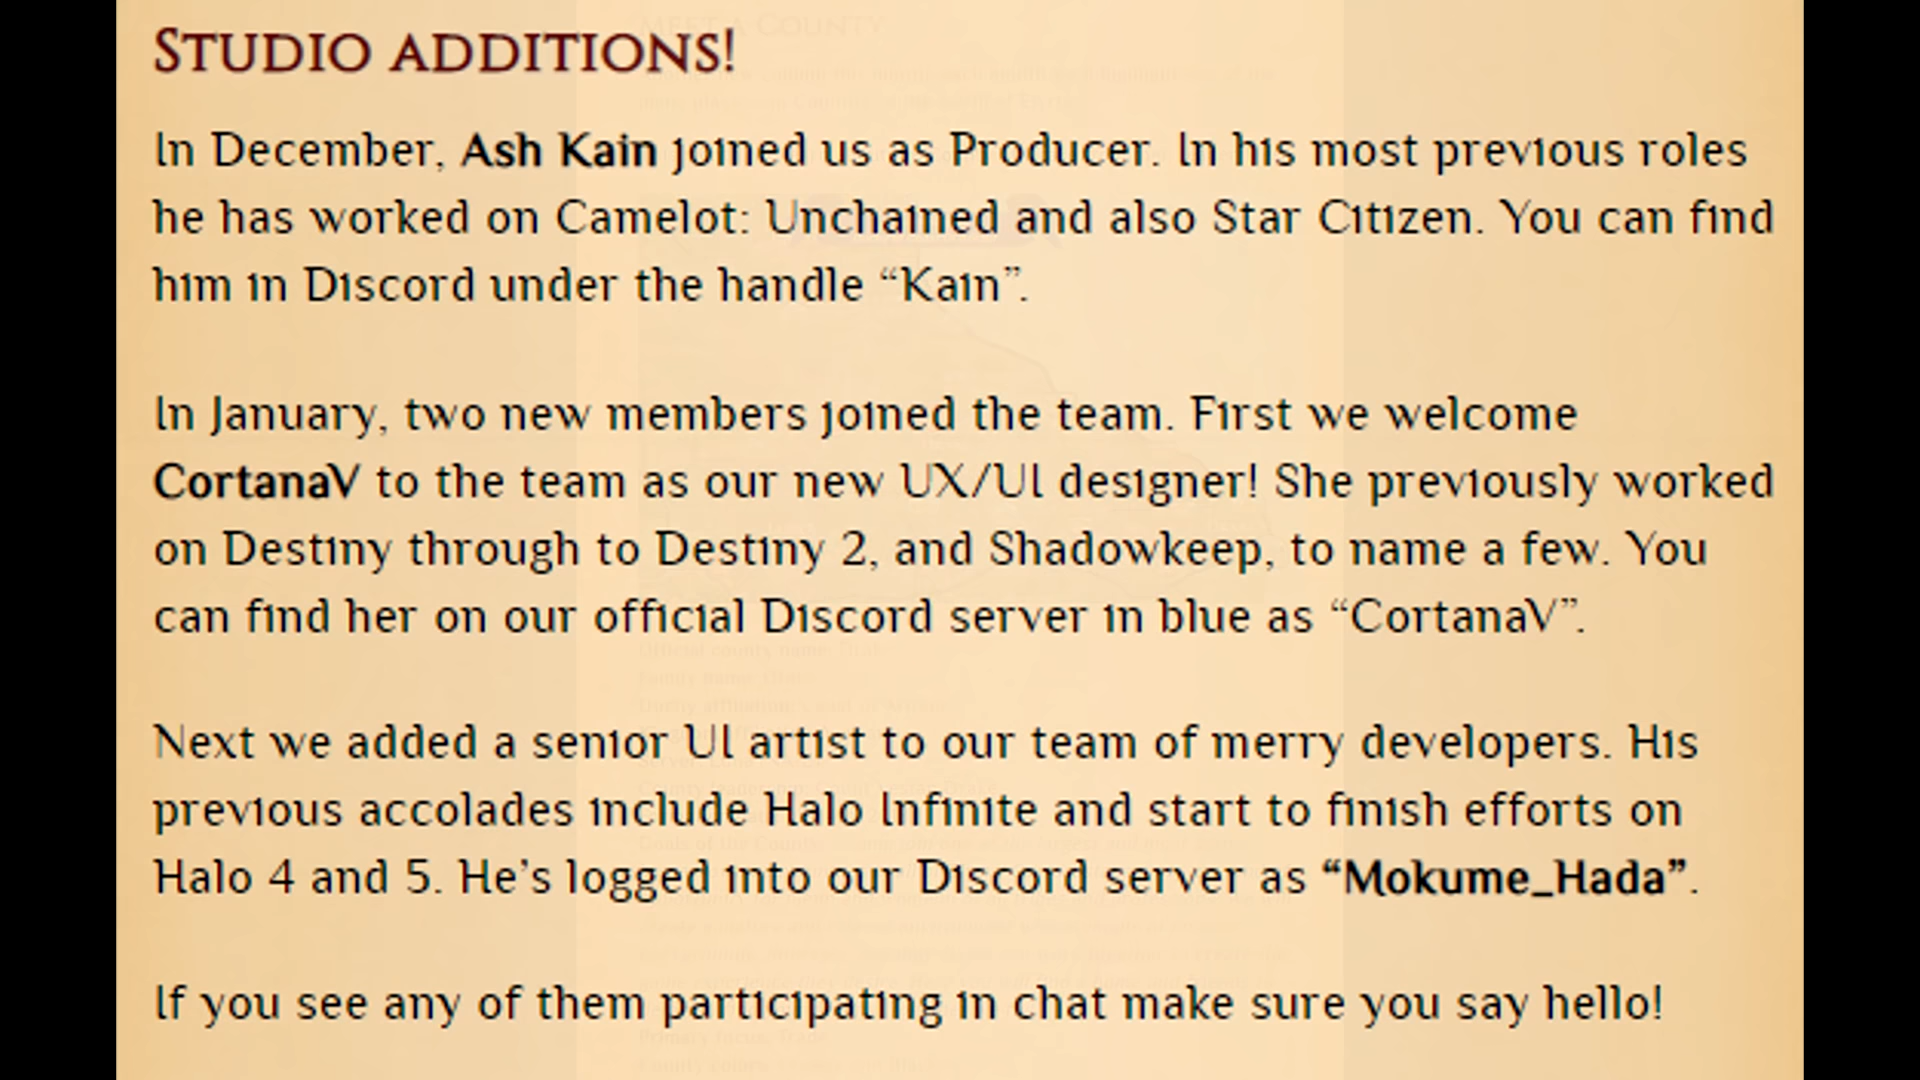 STUDIO ADDITIONS!
In December, Ash Kain joined us as Producer. In his most previous roles
he has worked on Camelot: Unchained and also Star Citizen. You can find
him in Discord under the handle “Kain”.
In January, two new members joined the team. First we welcome
CortanaV to the team as our new UX/UI designer! She previously worked
on Destiny through to Destiny 2, and Shadowkeep, to name a few. You
can find her on our official Discord server in blue as “CortanaV”.
Next we added a senior UI artist to our team of merry developers. His
previous accolades include Halo Infinite and start to finish efforts on
Halo 4 and 5. He’s logged into our Discord server as “Mokume_Hada”.
If you see any of them participating in chat make sure you say hello!